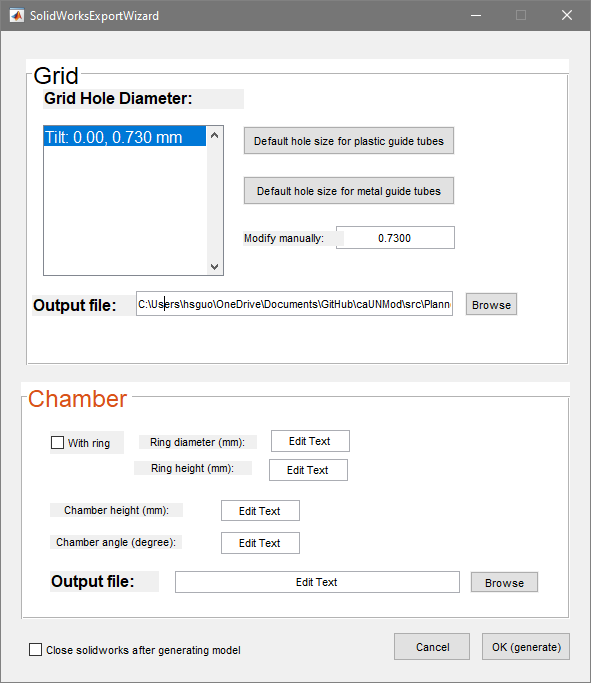 SolidWorksExportWizard
Grid
Grid Hole Diameter:
Tilt: 0.00, 0.730 mm
Default hole size for plastic guide tubes
Default hole size for metal guide tubes
Modify manually: 0.7300
Output file: C:\Users\hsguo\OneDrive\Documents\GitHub\caUNMod\src\Plann Browse
Chamber
With ring Ring diameter (mm): Edit Text
Ring height (mm): Edit Text
Chamber height (mm): Edit Text
Chamber angle (degree): Edit Text
Output file: Edit Text Browse
Close solidworks after generating model Cancel OK (generate)